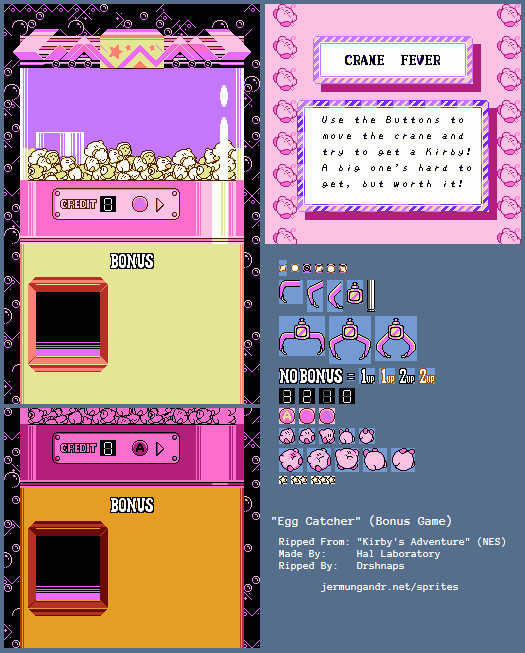 CRANE FEVER
Use the Buttons to
move the crane and
try to get a Kirby!
A big one's hard to
get, but worth it!
CREDIT 0
BONUS
NO BONUS = 1UP 1UP 2UP 2UP
3 2 1 0
A A A
CREDIT 0 A
BONUS
"Egg Catcher" (Bonus Game)
Ripped From: "Kirby's Adventure" (NES)
Made By: Hal Laboratory
Ripped By: Drshnaps
jermungandr.net/sprites